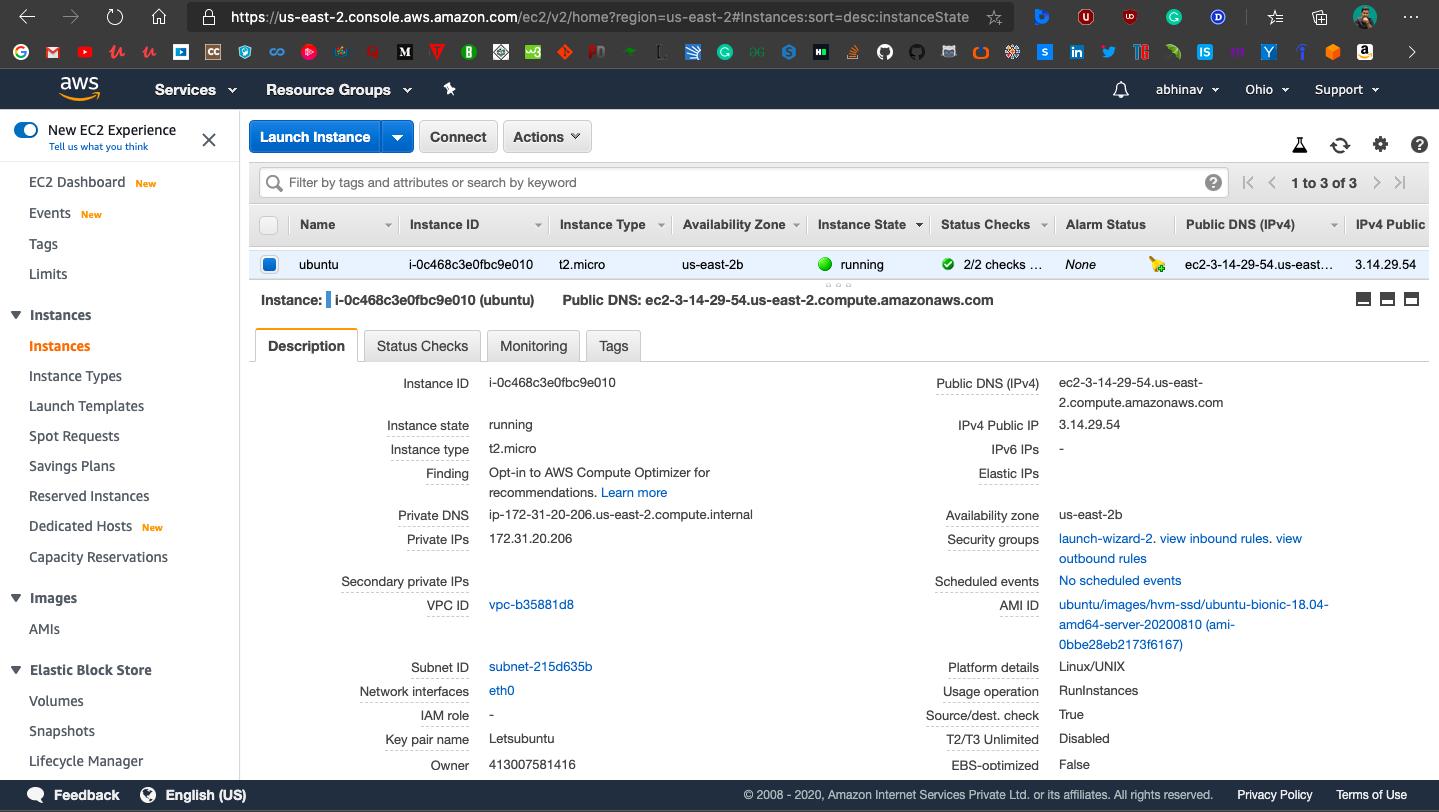 https://us-east-2.console.aws.amazon.com/ec2/v2/home?region=us-east-2#Instances:sort=desc:instanceState
aws
Services
Resource Groups
abhinav
Ohio
Support
New EC2 Experience
Tell us what you think
EC2 Dashboard New
Events New
Tags
Limits
Instances
Instances
Instance Types
Launch Templates
Spot Requests
Savings Plans
Reserved Instances
Dedicated Hosts New
Capacity Reservations
Images
AMIs
Elastic Block Store
Volumes
Snapshots
Lifecycle Manager
Launch Instance
Connect
Actions
Filter by tags and attributes or search by keyword
1 to 3 of 3
Name Instance ID Instance Type Availability Zone Instance State Status Checks Alarm Status Public DNS (IPv4) IPv4 Public
ubuntu i-0c468c3e0fbc9e010 t2.micro us-east-2b running 2/2 checks ... None ec2-3-14-29-54.us-east... 3.14.29.54
Instance: i-0c468c3e0fbc9e010 (ubuntu) Public DNS: ec2-3-14-29-54.us-east-2.compute.amazonaws.com
Description
Status Checks
Monitoring
Tags
Instance ID i-0c468c3e0fbc9e010
Instance state running
Instance type t2.micro
Finding Opt-in to AWS Compute Optimizer for
recommendations. Learn more
Private DNS ip-172-31-20-206.us-east-2.compute.internal
Private IPs 172.31.20.206
Secondary private IPs
VPC ID vpc-b35881d8
Subnet ID subnet-215d635b
Network interfaces eth0
IAM role -
Key pair name Letsubuntu
Owner 413007581416
Public DNS (IPv4) ec2-3-14-29-54.us-east-
2.compute.amazonaws.com
IPv4 Public IP 3.14.29.54
IPv6 IPs -
Elastic IPs
Availability zone us-east-2b
Security groups launch-wizard-2. view inbound rules. view
outbound rules
Scheduled events No scheduled events
AMI ID ubuntu/images/hvm-ssd/ubuntu-bionic-18.04-
amd64-server-20200810 (ami-
0bbe28eb2173f6167)
Platform details Linux/UNIX
Usage operation RunInstances
Source/dest. check True
T2/T3 Unlimited Disabled
EBS-optimized False
Feedback
English (US)
© 2008 - 2020, Amazon Internet Services Private Ltd. or its affiliates. All rights reserved.
Privacy Policy
Terms of Use